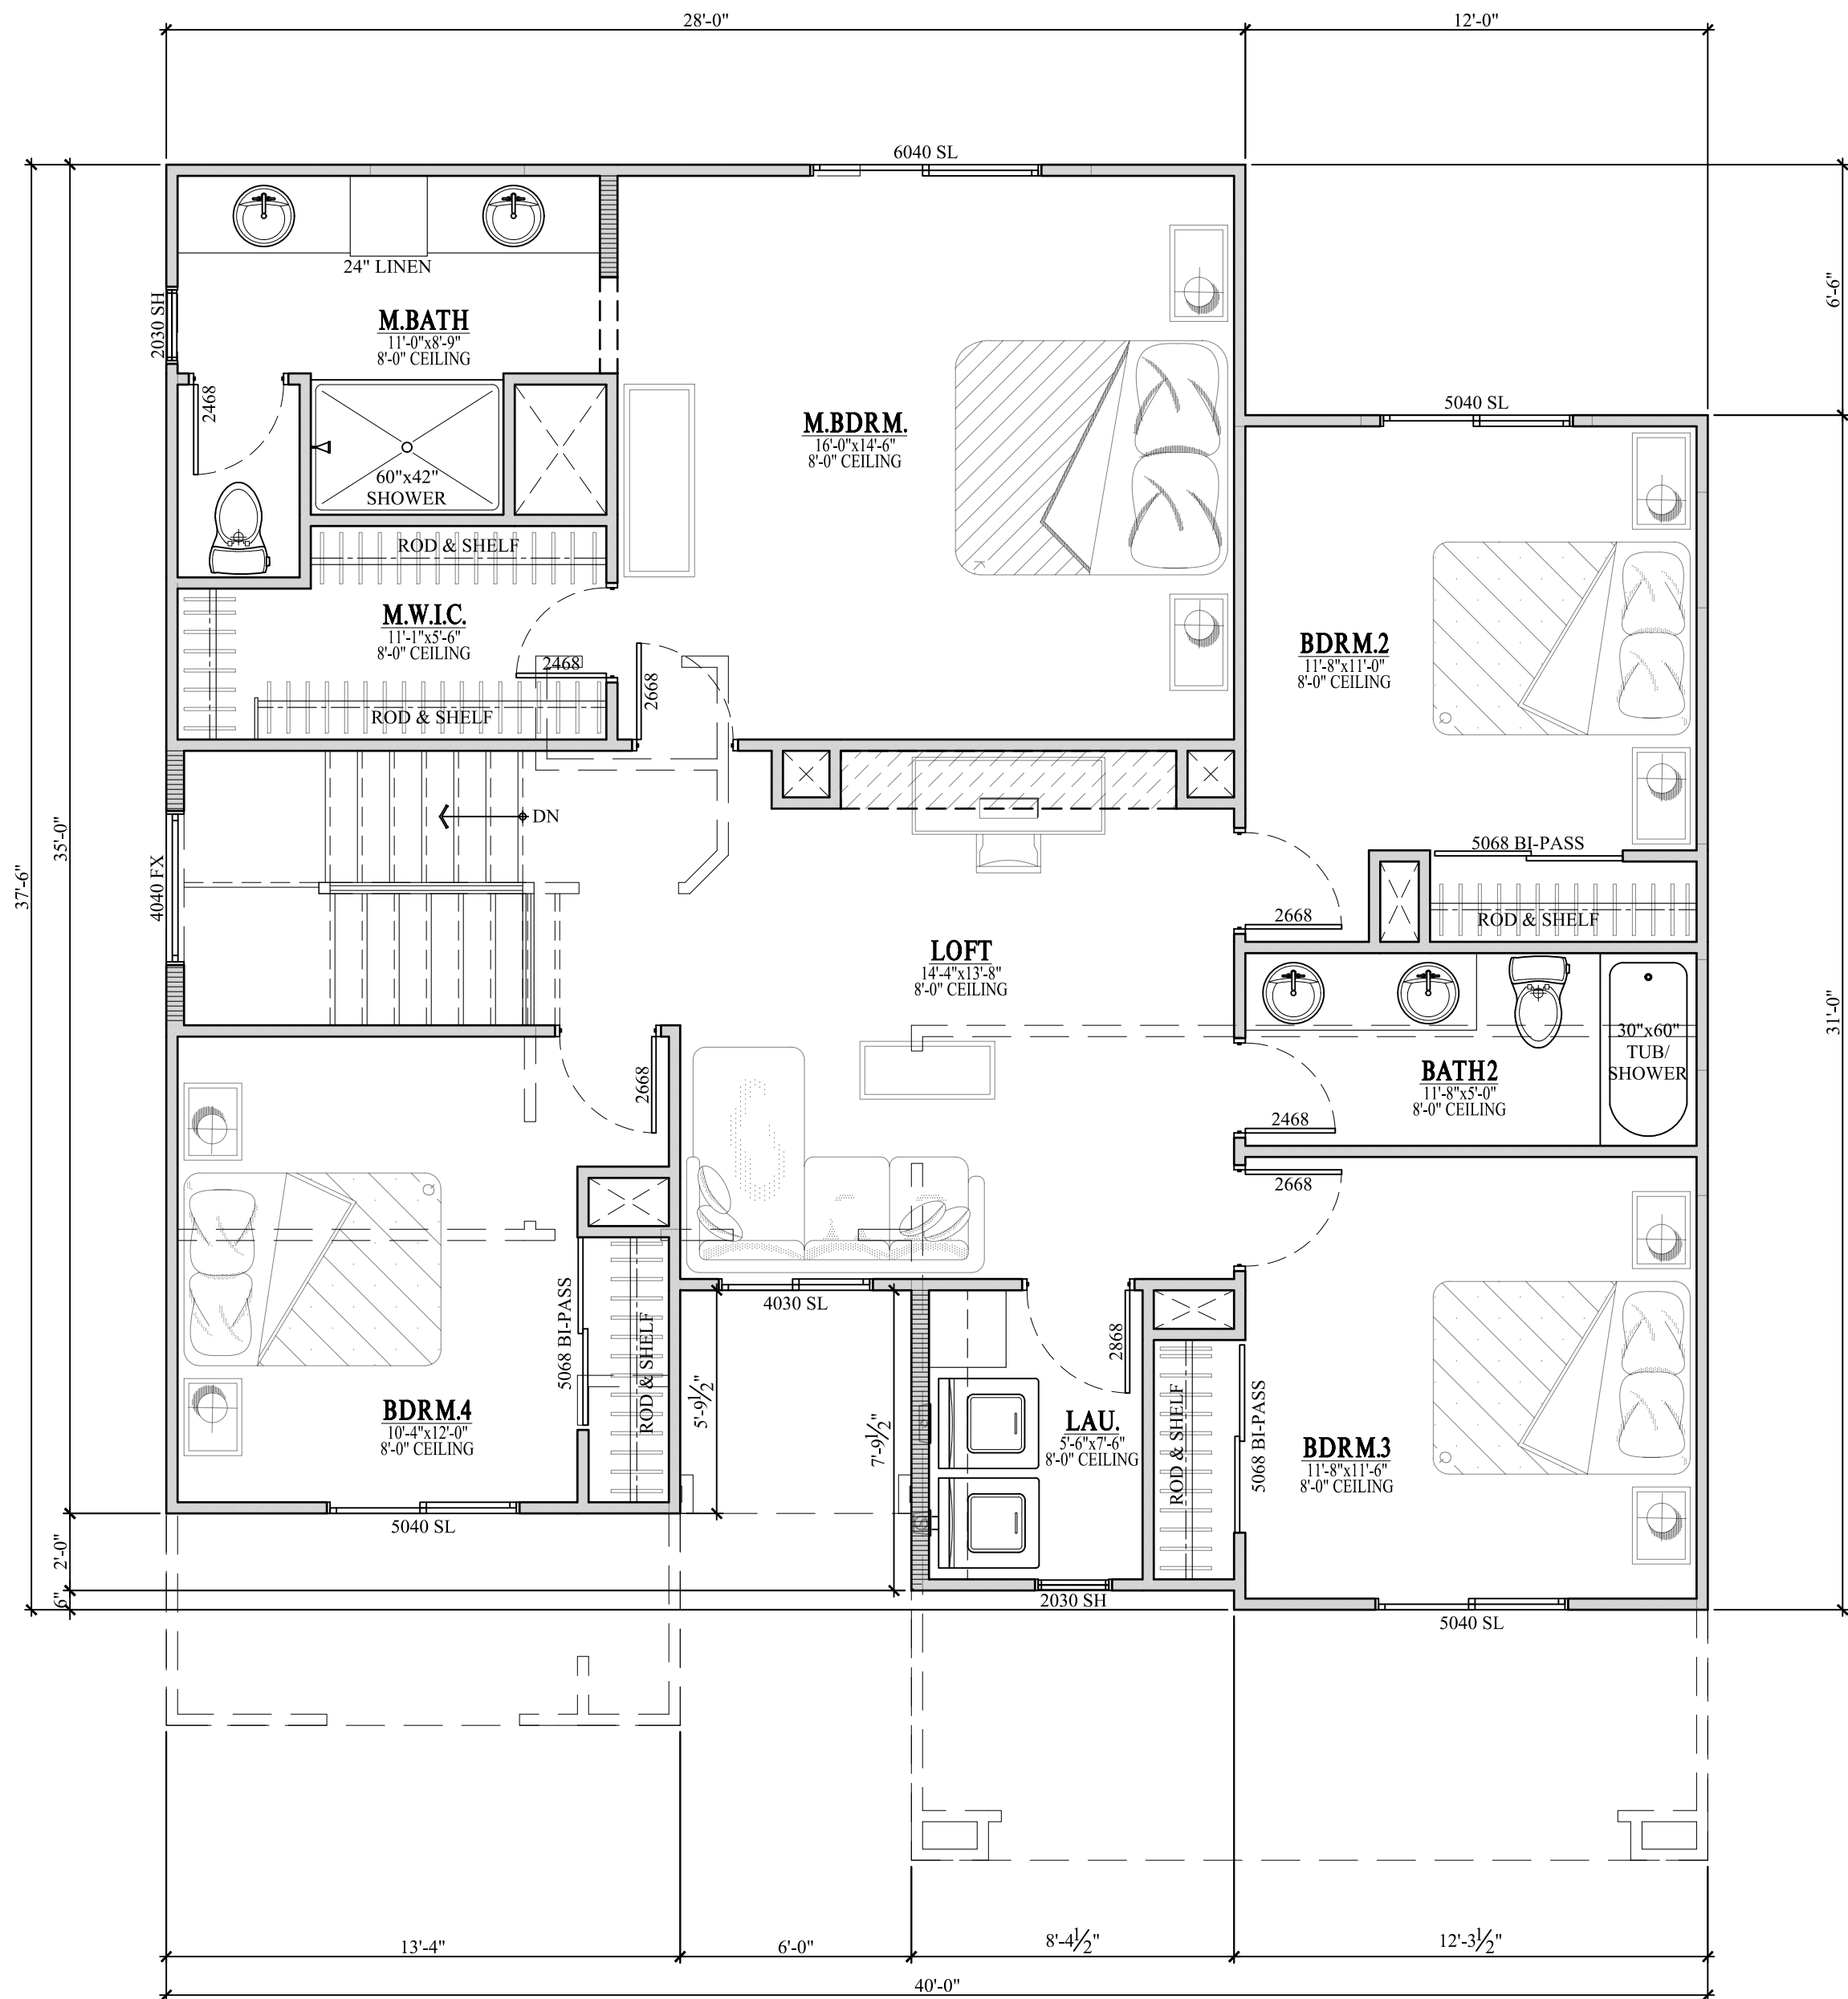 28'-0"
12'-0"
6040 SL
24" LINEN
2030 SH
M.BATH
11'-0"x8'-9"
8'-0" CEILING
6'-6"
2468
M.BDRM.
16'-0"x14'-6"
8'-0" CEILING
5040 SL
60"x42"
SHOWER
ROD & SHELF
M.W.I.C.
11'-1"x5'-6"
8'-0" CEILING
2468
2668
ROD & SHELF
BDRM.2
11'-8"x11'-0"
8'-0" CEILING
DN
35'-0"
37'-6"
4040 FX
5068 BI-PASS
2668
ROD & SHELF
LOFT
14'-4"x13'-8"
8'-0" CEILING
31'-0"
30"x60"
TUB/
SHOWER
BATH2
11'-8"x5'-0"
8'-0" CEILING
2668
2468
2668
4030 SL
5068 BI-PASS
ROD & SHELF
2868
5'-9 1/2"
7'-9 1/2"
BDRM.4
10'-4"x12'-0"
8'-0" CEILING
LAU.
5'-6"x7'-6"
8'-0" CEILING
ROD & SHELF
5068 BI-PASS
BDRM.3
11'-8"x11'-6"
8'-0" CEILING
5040 SL
2'-0"
6"
2030 SH
5040 SL
13'-4"
6'-0"
8'-4 1/2"
12'-3 1/2"
40'-0"